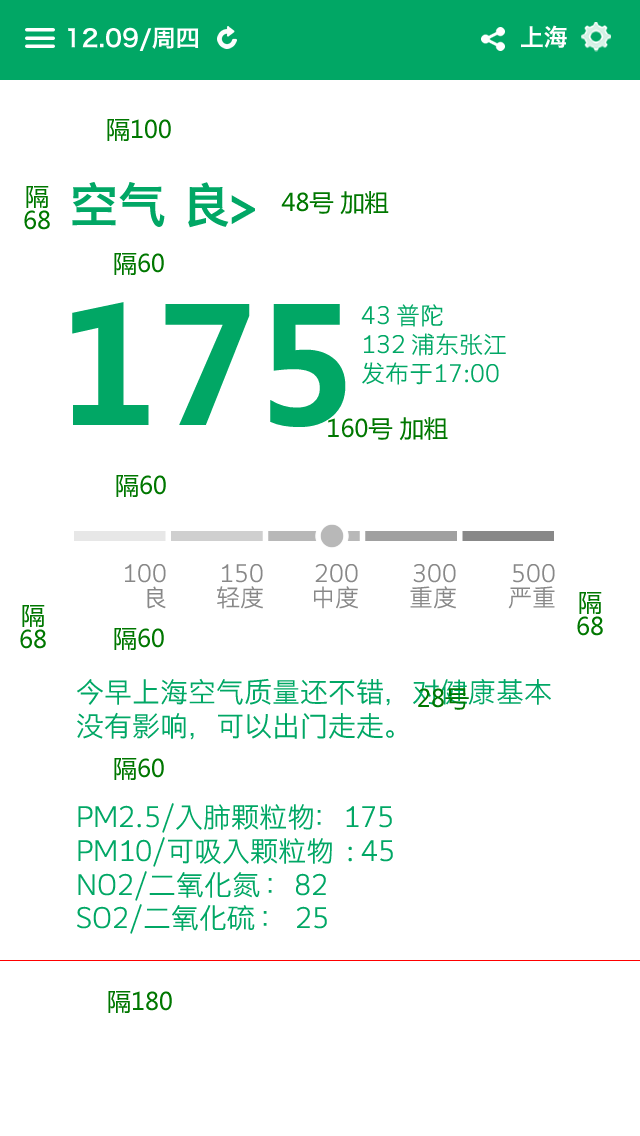 12.09/周四
上海
隔100
隔
68
空气 良>
48号 加粗
隔60
175
43 普陀
132 浦东张江
发布于17:00
160号 加粗
隔60
100 150 200 300 500
良 轻度 中度 重度 严重
隔
68
隔
68
隔60
今早上海空气质量还不错，对健康基本
28号
没有影响，可以出门走走。
隔60
PM2.5/入肺颗粒物： 175
PM10/可吸入颗粒物 : 45
NO2/二氧化氮： 82
SO2/二氧化硫： 25
隔180